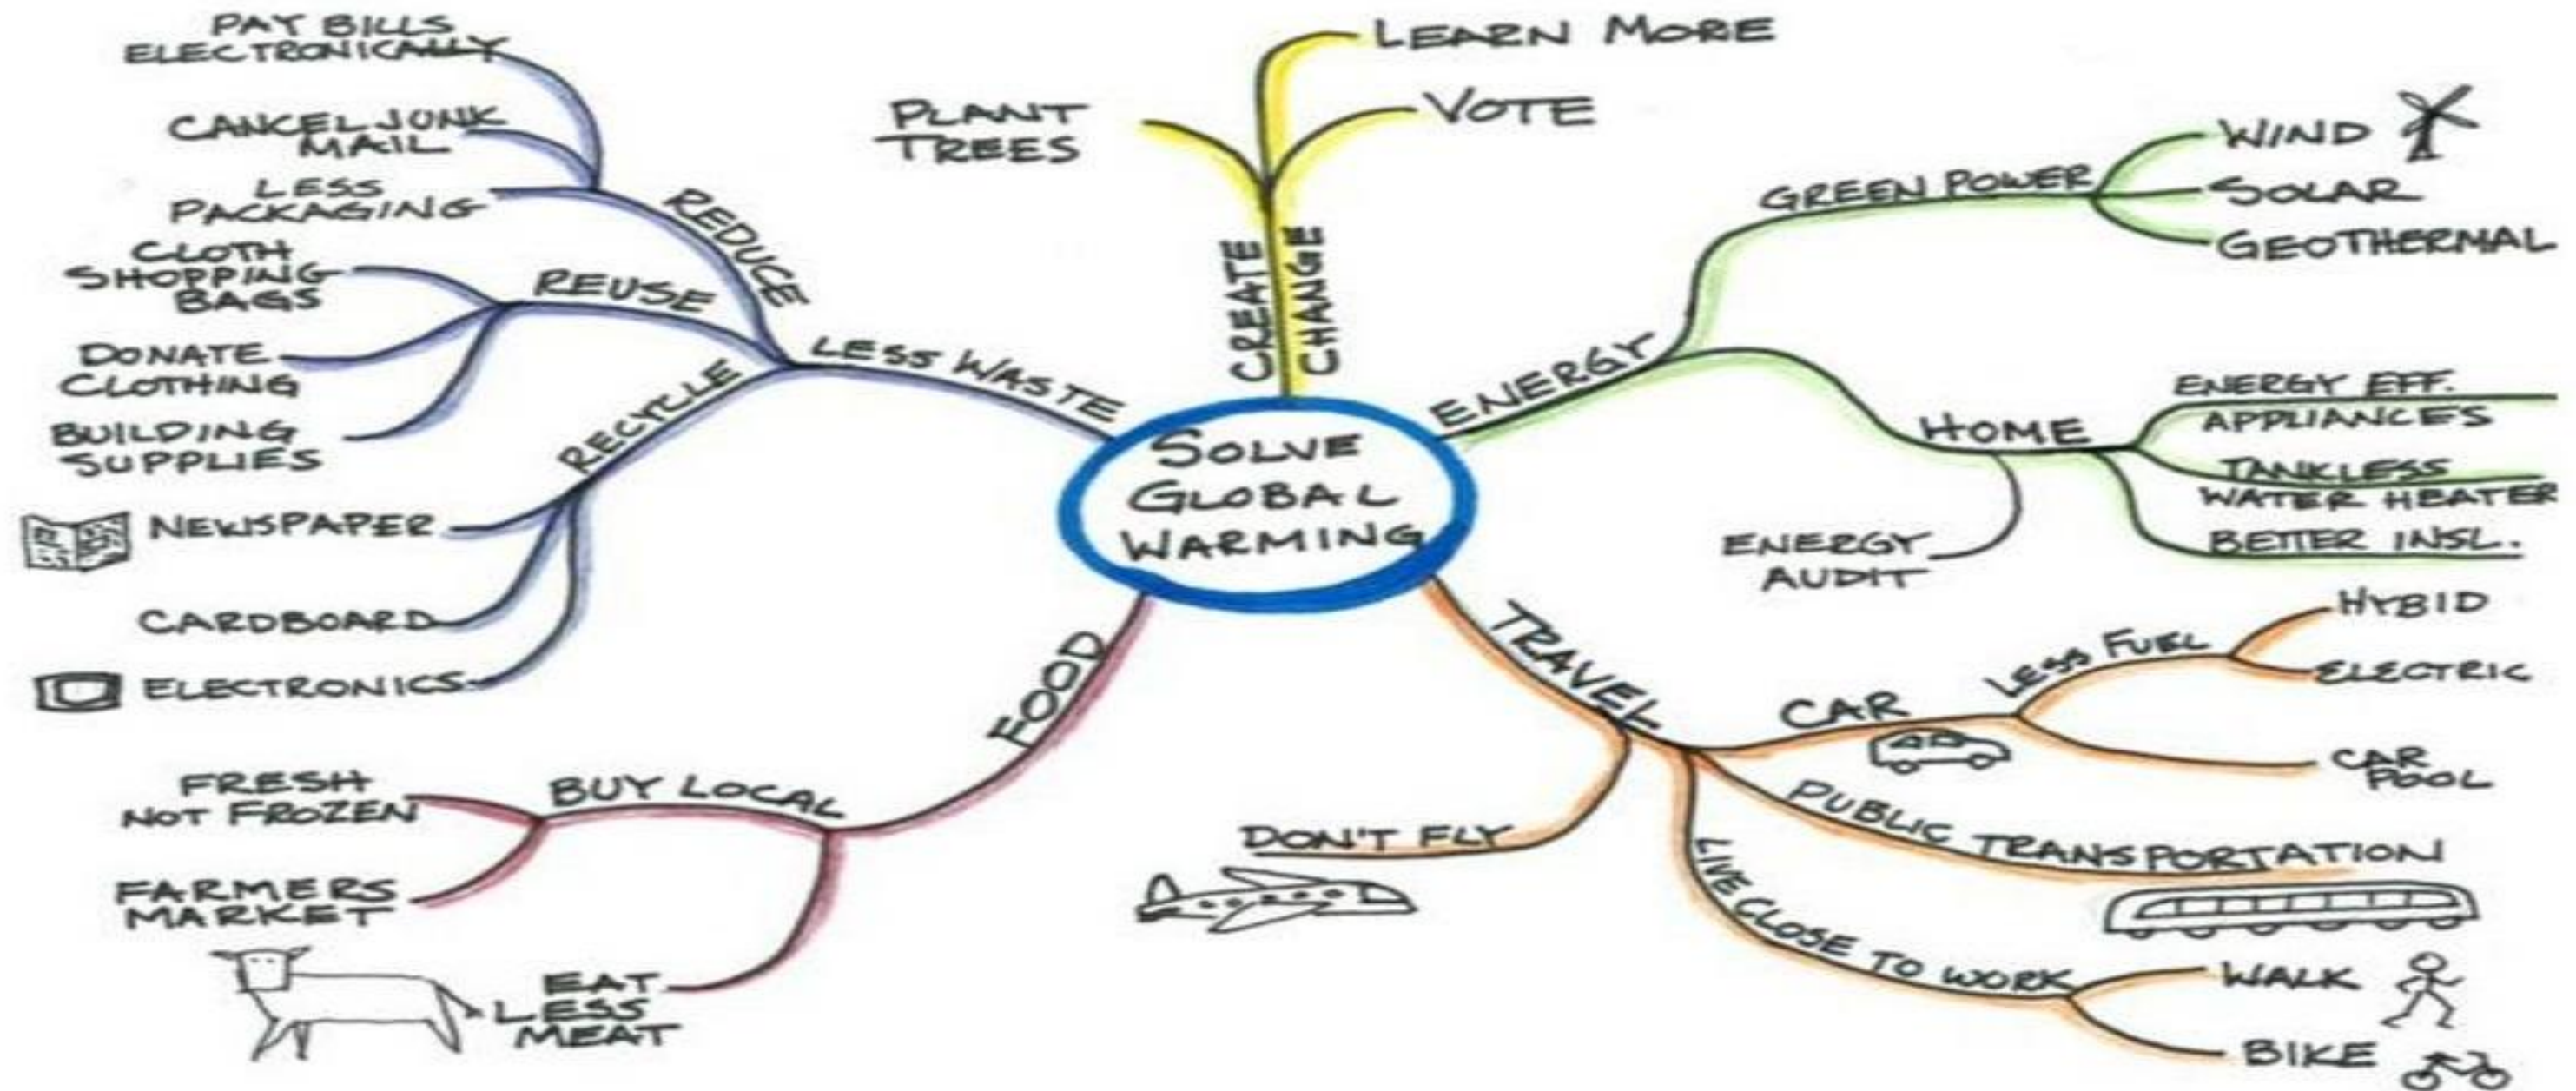 PAY BILLS
ELECTRONICALLY
CANCEL JUNK
MAIL
LESS
PACKAGING
REDUCE
CLOTH
SHOPPING
BAGS
DONATE
CLOTHING
BUILDING
SUPPLIES
REUSE
RECYCLE
NEWSPAPER
CARDBOARD
ELECTRONICS
LESS WASTE
PLANT
TREES
LEARN MORE
VOTE
CREATE
CHANGE
SOLVE
GLOBAL
WARMING
ENERGY
GREEN POWER
WIND
SOLAR
GEOTHERMAL
HOME
ENERGY EFF.
APPLIANCES
TANKLESS
WATER HEATER
BETTER INSL.
ENERGY
AUDIT
FOOD
BUY LOCAL
FRESH
NOT FROZEN
FARMERS
MARKET
EAT
LESS
MEAT
TRAVEL
CAR
LESS FUEL
HYBID
ELECTRIC
CAR
POOL
PUBLIC TRANSPORTATION
DON'T FLY
LIVE CLOSE TO WORK
WALK
BIKE